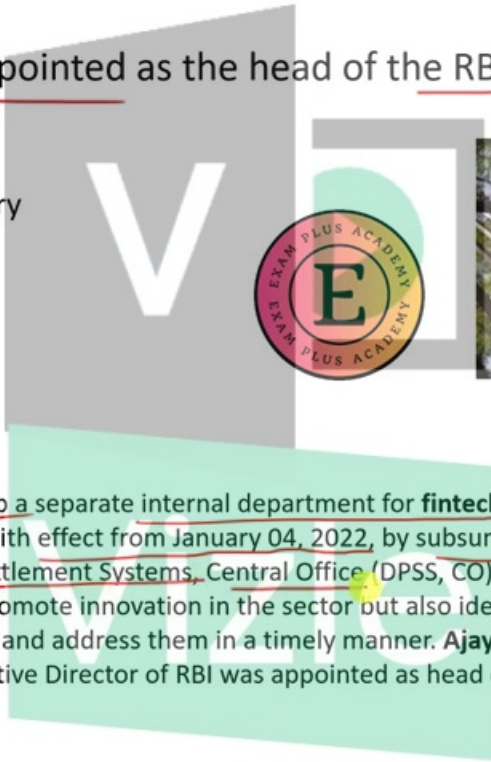 pointed as the head of the RB
ry
V
EXAM PLUS ACADEMY
E
EXAM PLUS ACADEMY
a separate internal department for fintech
ith effect from January 04, 2022, by subsur
tlement Systems, Central Office (DPSS, CO)
omote innovation in the sector but also ide
and address them in a timely manner. Ajay
tive Director of RBI was appointed as head
Vizle